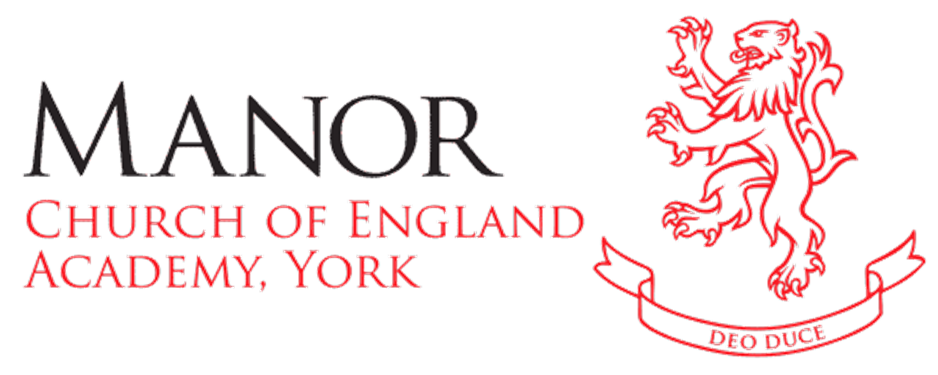 MANOR
CHURCH OF ENGLAND
ACADEMY, YORK
DEO DUCE